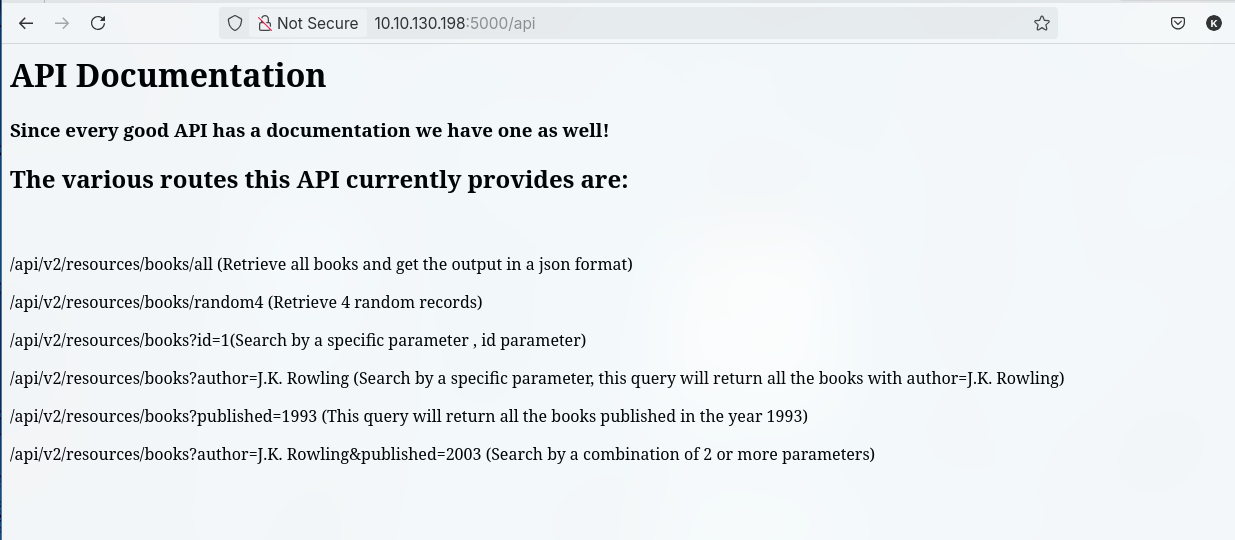 Not Secure 10.10.130.198:5000/api
K
API Documentation
Since every good API has a documentation we have one as well!
The various routes this API currently provides are:
/api/v2/resources/books/all (Retrieve all books and get the output in a json format)
/api/v2/resources/books/random4 (Retrieve 4 random records)
/api/v2/resources/books?id=1(Search by a specific parameter , id parameter)
/api/v2/resources/books?author=J.K. Rowling (Search by a specific parameter, this query will return all the books with author=J.K. Rowling)
/api/v2/resources/books?published=1993 (This query will return all the books published in the year 1993)
/api/v2/resources/books?author=J.K. Rowling&published=2003 (Search by a combination of 2 or more parameters)